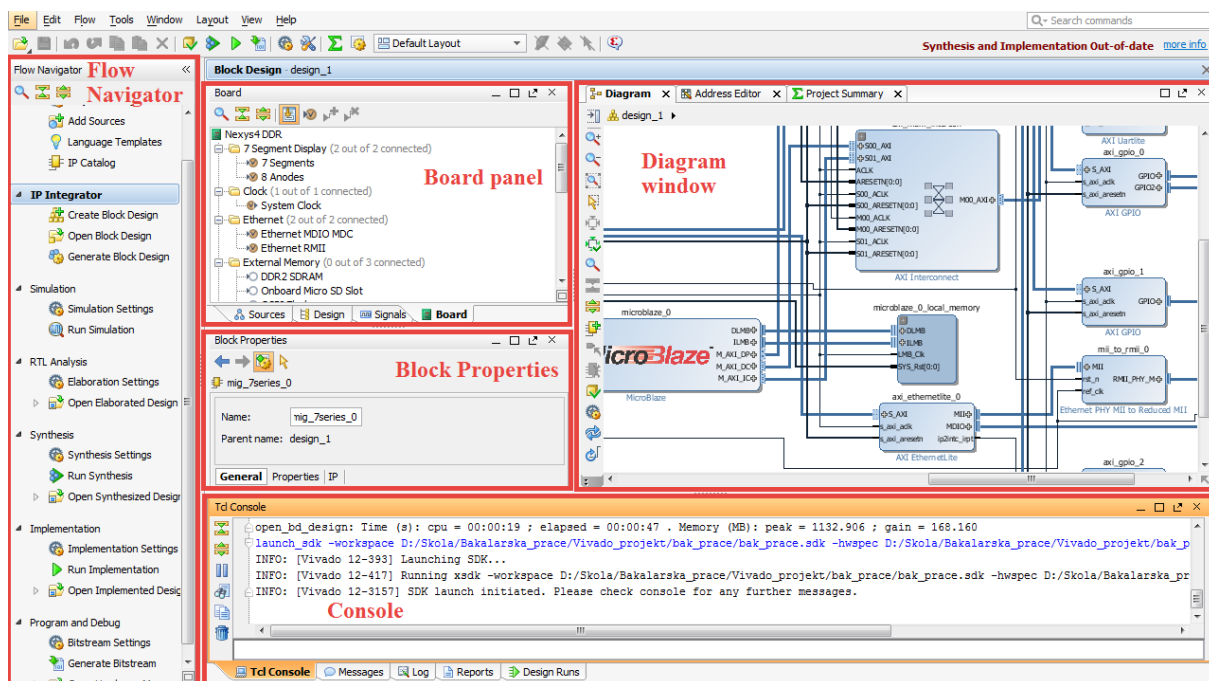 File Edit Flow Tools Window Layout View Help
Search commands
Default Layout
Synthesis and Implementation Out-of-date more info
Flow Navigator
Flow
Navigator
Add Sources
Language Templates
IP Catalog
IP Integrator
Create Block Design
Open Block Design
Generate Block Design
Simulation
Simulation Settings
Run Simulation
RTL Analysis
Elaboration Settings
Open Elaborated Design
Synthesis
Synthesis Settings
Run Synthesis
Open Synthesized Design
Implementation
Implementation Settings
Run Implementation
Open Implemented Desig
Program and Debug
Bitstream Settings
Generate Bitstream
Block Design - design_1
Board
Nexys4 DDR
7 Segment Display (2 out of 2 connected)
7 Segments
8 Anodes
Clock (1 out of 1 connected)
System Clock
Ethernet (2 out of 2 connected)
Ethernet MDIO MDC
Ethernet RMII
External Memory (0 out of 3 connected)
DDR2 SDRAM
Onboard Micro SD Slot
Board panel
Sources Design Signals Board
Block Properties
Block Properties
mig_7series_0
Name: mig_7series_0
Parent name: design_1
General Properties IP
Diagram Address Editor Project Summary
design_1
Diagram
window
S00_AXI
S01_AXI
ACLK
ARESETN[0:0]
S00_ACLK
S00_ARESETN[0:0]
M00_ACLK
M00_ARESETN[0:0]
S01_ACLK
S01_ARESETN[0:0]
M00_AXI
AXI Interconnect
AXI Uartlite
axi_gpio_0
S_AXI
s_axi_aclk
s_axi_aresetn
GPIO
GPIO2
AXI GPIO
axi_gpio_1
S_AXI
s_axi_aclk
s_axi_aresetn
GPIO
AXI GPIO
microblaze_0
MicroBlaze
DLMB
ILMB
M_AXI_DP
M_AXI_DC
M_AXI_IC
MicroBlaze
microblaze_0_local_memory
DLMB
ILMB
LMB_Clk
SYS_Rst[0:0]
axi_ethernetlite_0
S_AXI
s_axi_aclk
s_axi_aresetn
MII
MDIO
ip2intc_irpt
AXI EthernetLite
mii_to_rmii_0
MII
rst_n
ref_clk
RMII_PHY_M
Ethernet PHY MII to Reduced MII
axi_gpio_2
Tcl Console
open_bd_design: Time (s): cpu = 00:00:19 ; elapsed = 00:00:47 . Memory (MB): peak = 1132.906 ; gain = 168.160
launch_sdk -workspace D:/Skola/Bakalarska_prace/Vivado_projekt/bak_prace/bak_prace.sdk -hwspec D:/Skola/Bakalarska_prace/Vivado_projekt/bak_p
INFO: [Vivado 12-393] Launching SDK...
INFO: [Vivado 12-417] Running xsdk -workspace D:/Skola/Bakalarska_prace/Vivado_projekt/bak_prace/bak_prace.sdk -hwspec D:/Skola/Bakalarska_pr
INFO: [Vivado 12-3157] SDK launch initiated. Please check console for any further messages.
Console
Tcl Console Messages Log Reports Design Runs